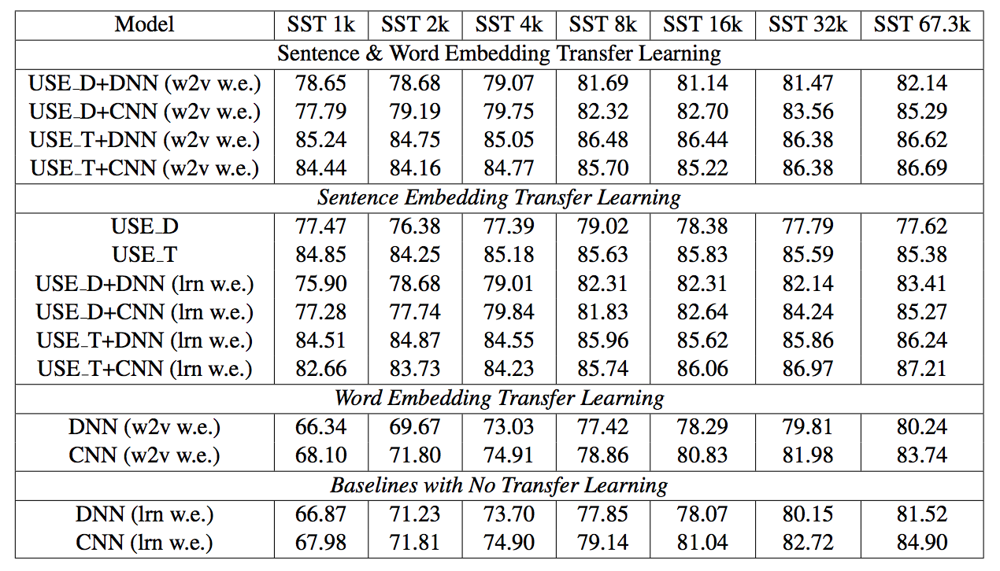 Model SST 1k SST 2k SST 4k SST 8k SST 16k SST 32k SST 67.3k
Sentence & Word Embedding Transfer Learning
USE_D+DNN (w2v w.e.) 78.65 78.68 79.07 81.69 81.14 81.47 82.14
USE_D+CNN (w2v w.e.) 77.79 79.19 79.75 82.32 82.70 83.56 85.29
USE_T+DNN (w2v w.e.) 85.24 84.75 85.05 86.48 86.44 86.38 86.62
USE_T+CNN (w2v w.e.) 84.44 84.16 84.77 85.70 85.22 86.38 86.69
Sentence Embedding Transfer Learning
USE_D 77.47 76.38 77.39 79.02 78.38 77.79 77.62
USE_T 84.85 84.25 85.18 85.63 85.83 85.59 85.38
USE_D+DNN (lrn w.e.) 75.90 78.68 79.01 82.31 82.31 82.14 83.41
USE_D+CNN (lrn w.e.) 77.28 77.74 79.84 81.83 82.64 84.24 85.27
USE_T+DNN (lrn w.e.) 84.51 84.87 84.55 85.96 85.62 85.86 86.24
USE_T+CNN (lrn w.e.) 82.66 83.73 84.23 85.74 86.06 86.97 87.21
Word Embedding Transfer Learning
DNN (w2v w.e.) 66.34 69.67 73.03 77.42 78.29 79.81 80.24
CNN (w2v w.e.) 68.10 71.80 74.91 78.86 80.83 81.98 83.74
Baselines with No Transfer Learning
DNN (lrn w.e.) 66.87 71.23 73.70 77.85 78.07 80.15 81.52
CNN (lrn w.e.) 67.98 71.81 74.90 79.14 81.04 82.72 84.90